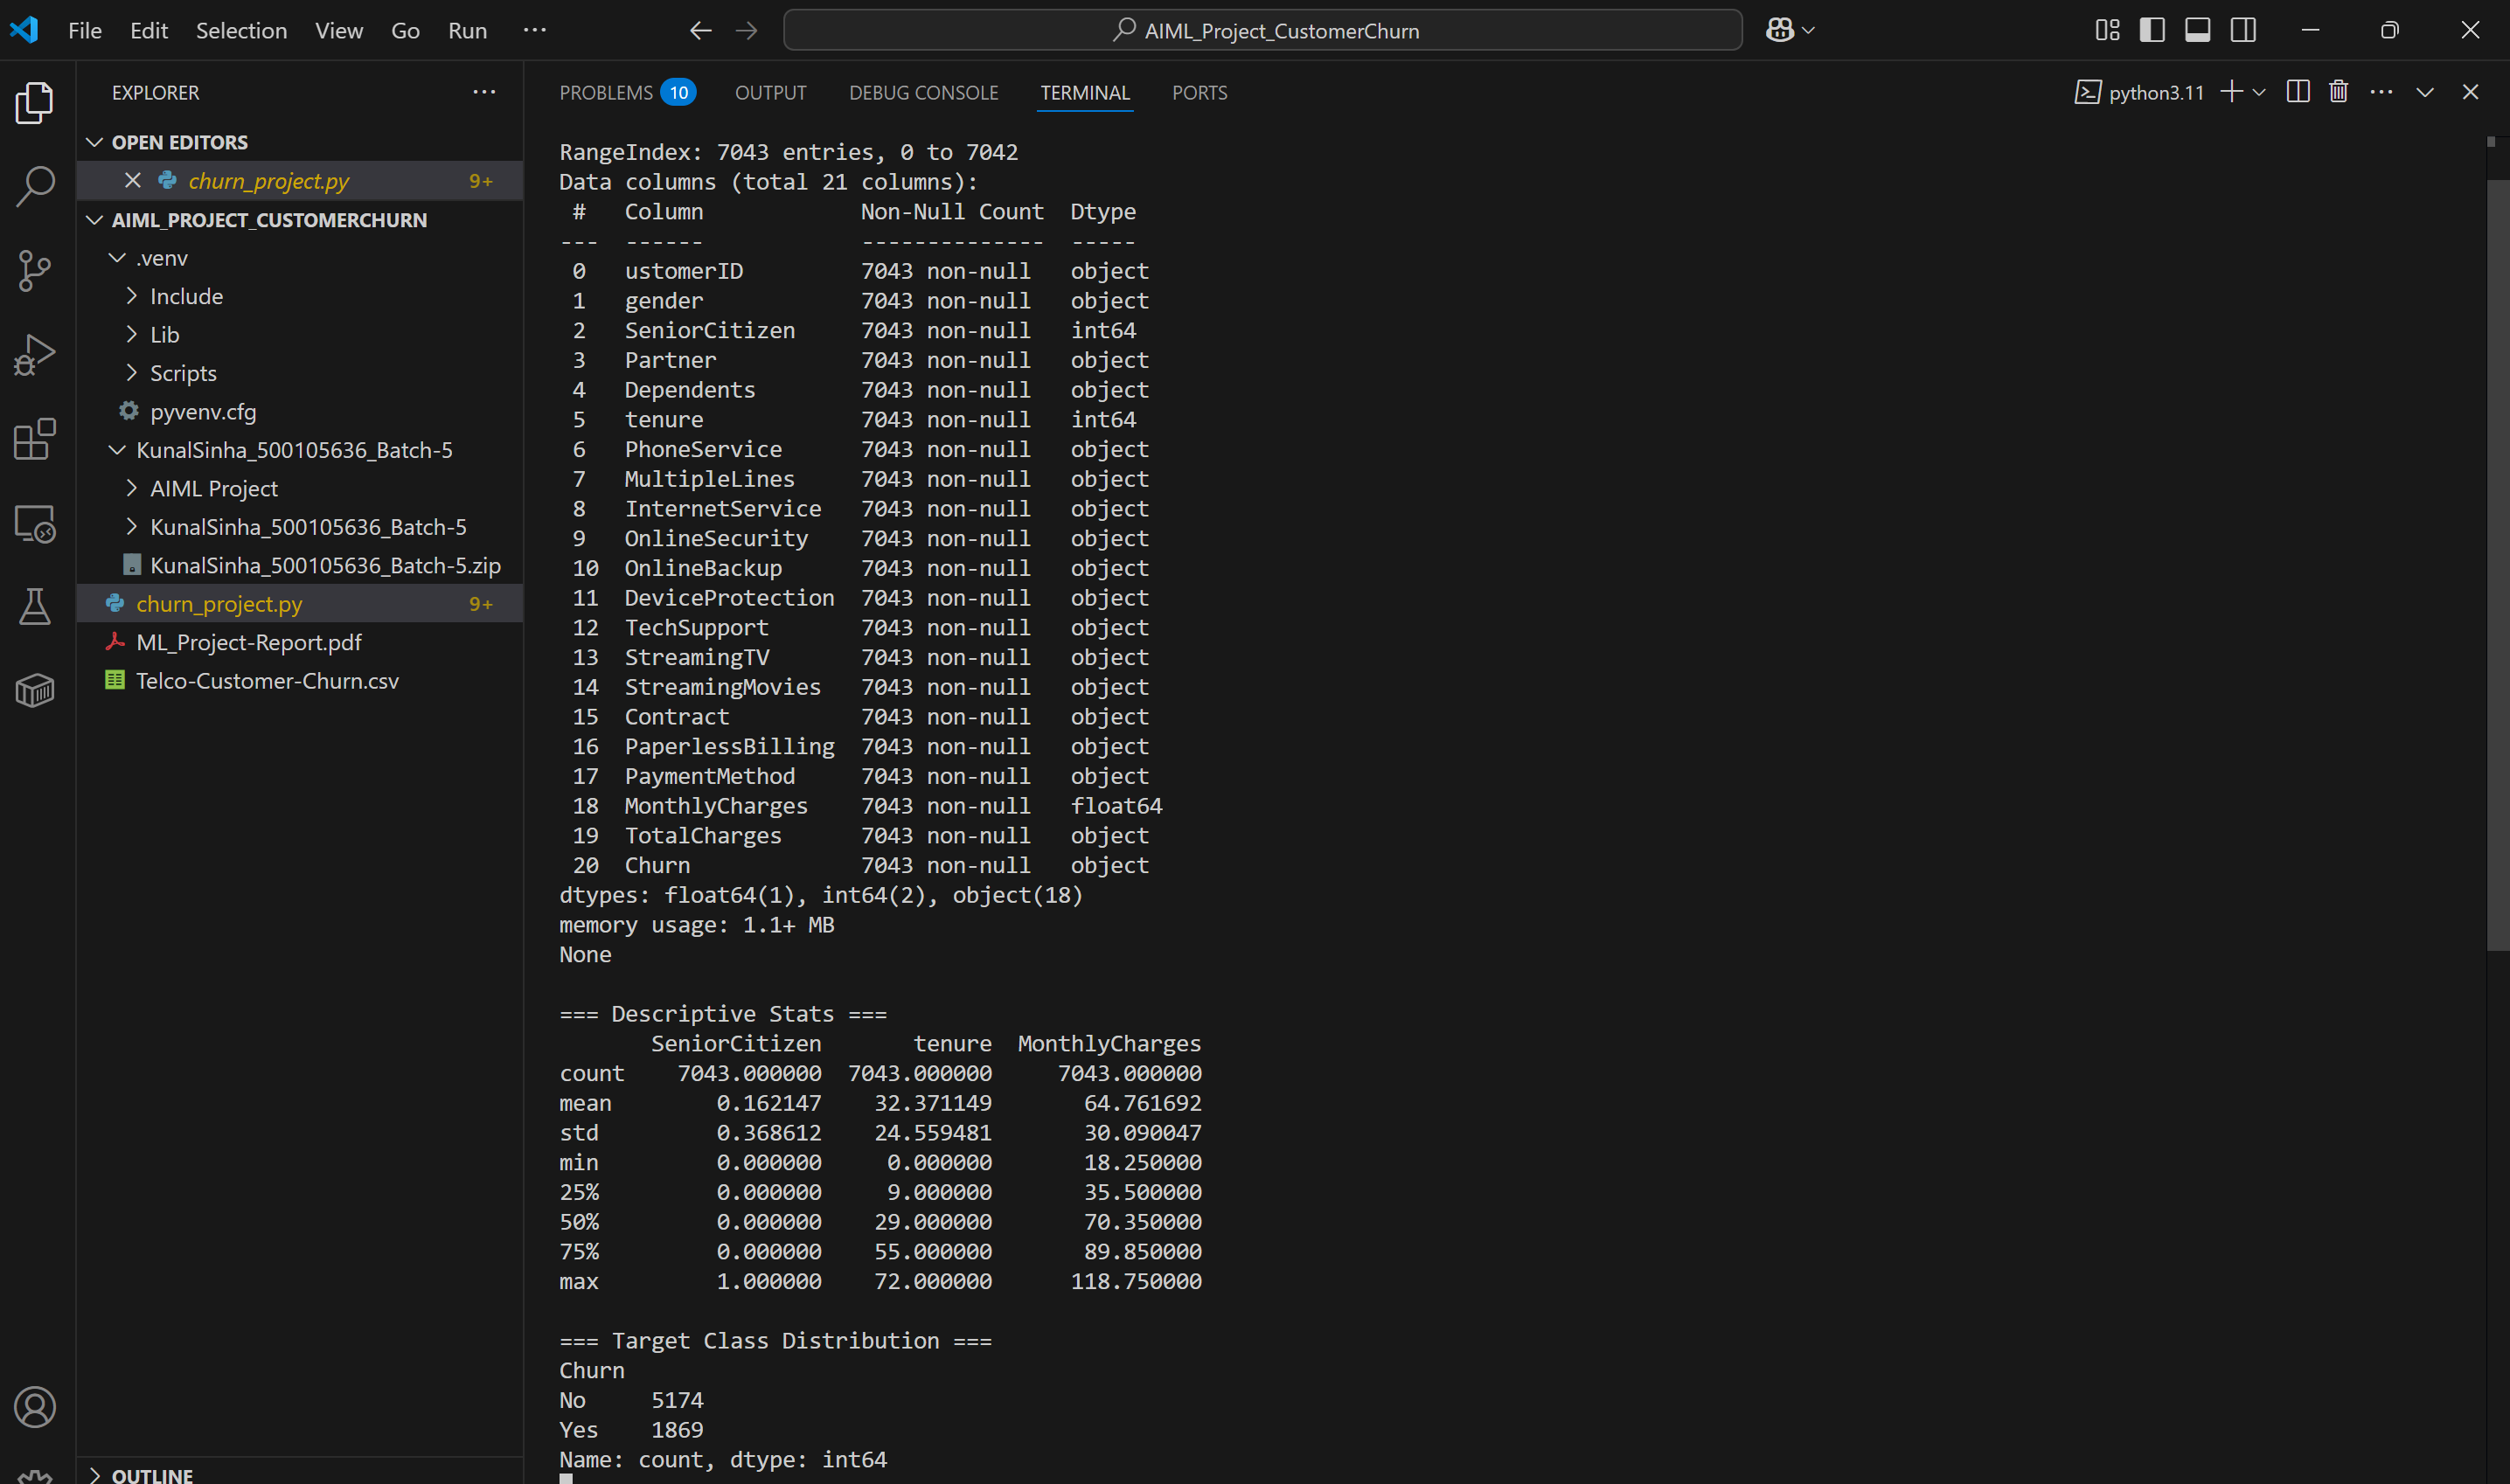 File Edit Selection View Go Run ···
AIML_Project_CustomerChurn
EXPLORER ···
OPEN EDITORS
churn_project.py 9+
AIML_PROJECT_CUSTOMERCHURN
.venv
Include
Lib
Scripts
pyvenv.cfg
KunalSinha_500105636_Batch-5
AIML Project
KunalSinha_500105636_Batch-5
KunalSinha_500105636_Batch-5.zip
churn_project.py 9+
ML_Project-Report.pdf
Telco-Customer-Churn.csv
OUTLINE
PROBLEMS 10 OUTPUT DEBUG CONSOLE TERMINAL PORTS
python3.11
RangeIndex: 7043 entries, 0 to 7042
Data columns (total 21 columns):
 #   Column            Non-Null Count  Dtype
---  ------            --------------  -----
 0   ustomerID         7043 non-null   object
 1   gender            7043 non-null   object
 2   SeniorCitizen     7043 non-null   int64
 3   Partner           7043 non-null   object
 4   Dependents        7043 non-null   object
 5   tenure            7043 non-null   int64
 6   PhoneService      7043 non-null   object
 7   MultipleLines     7043 non-null   object
 8   InternetService   7043 non-null   object
 9   OnlineSecurity    7043 non-null   object
 10  OnlineBackup      7043 non-null   object
 11  DeviceProtection  7043 non-null   object
 12  TechSupport       7043 non-null   object
 13  StreamingTV       7043 non-null   object
 14  StreamingMovies   7043 non-null   object
 15  Contract          7043 non-null   object
 16  PaperlessBilling  7043 non-null   object
 17  PaymentMethod     7043 non-null   object
 18  MonthlyCharges    7043 non-null   float64
 19  TotalCharges      7043 non-null   object
 20  Churn             7043 non-null   object
dtypes: float64(1), int64(2), object(18)
memory usage: 1.1+ MB
None
=== Descriptive Stats ===
       SeniorCitizen       tenure  MonthlyCharges
count    7043.000000  7043.000000     7043.000000
mean        0.162147    32.371149       64.761692
std         0.368612    24.559481       30.090047
min         0.000000     0.000000       18.250000
25%         0.000000     9.000000       35.500000
50%         0.000000    29.000000       70.350000
75%         0.000000    55.000000       89.850000
max         1.000000    72.000000      118.750000
=== Target Class Distribution ===
Churn
No     5174
Yes    1869
Name: count, dtype: int64